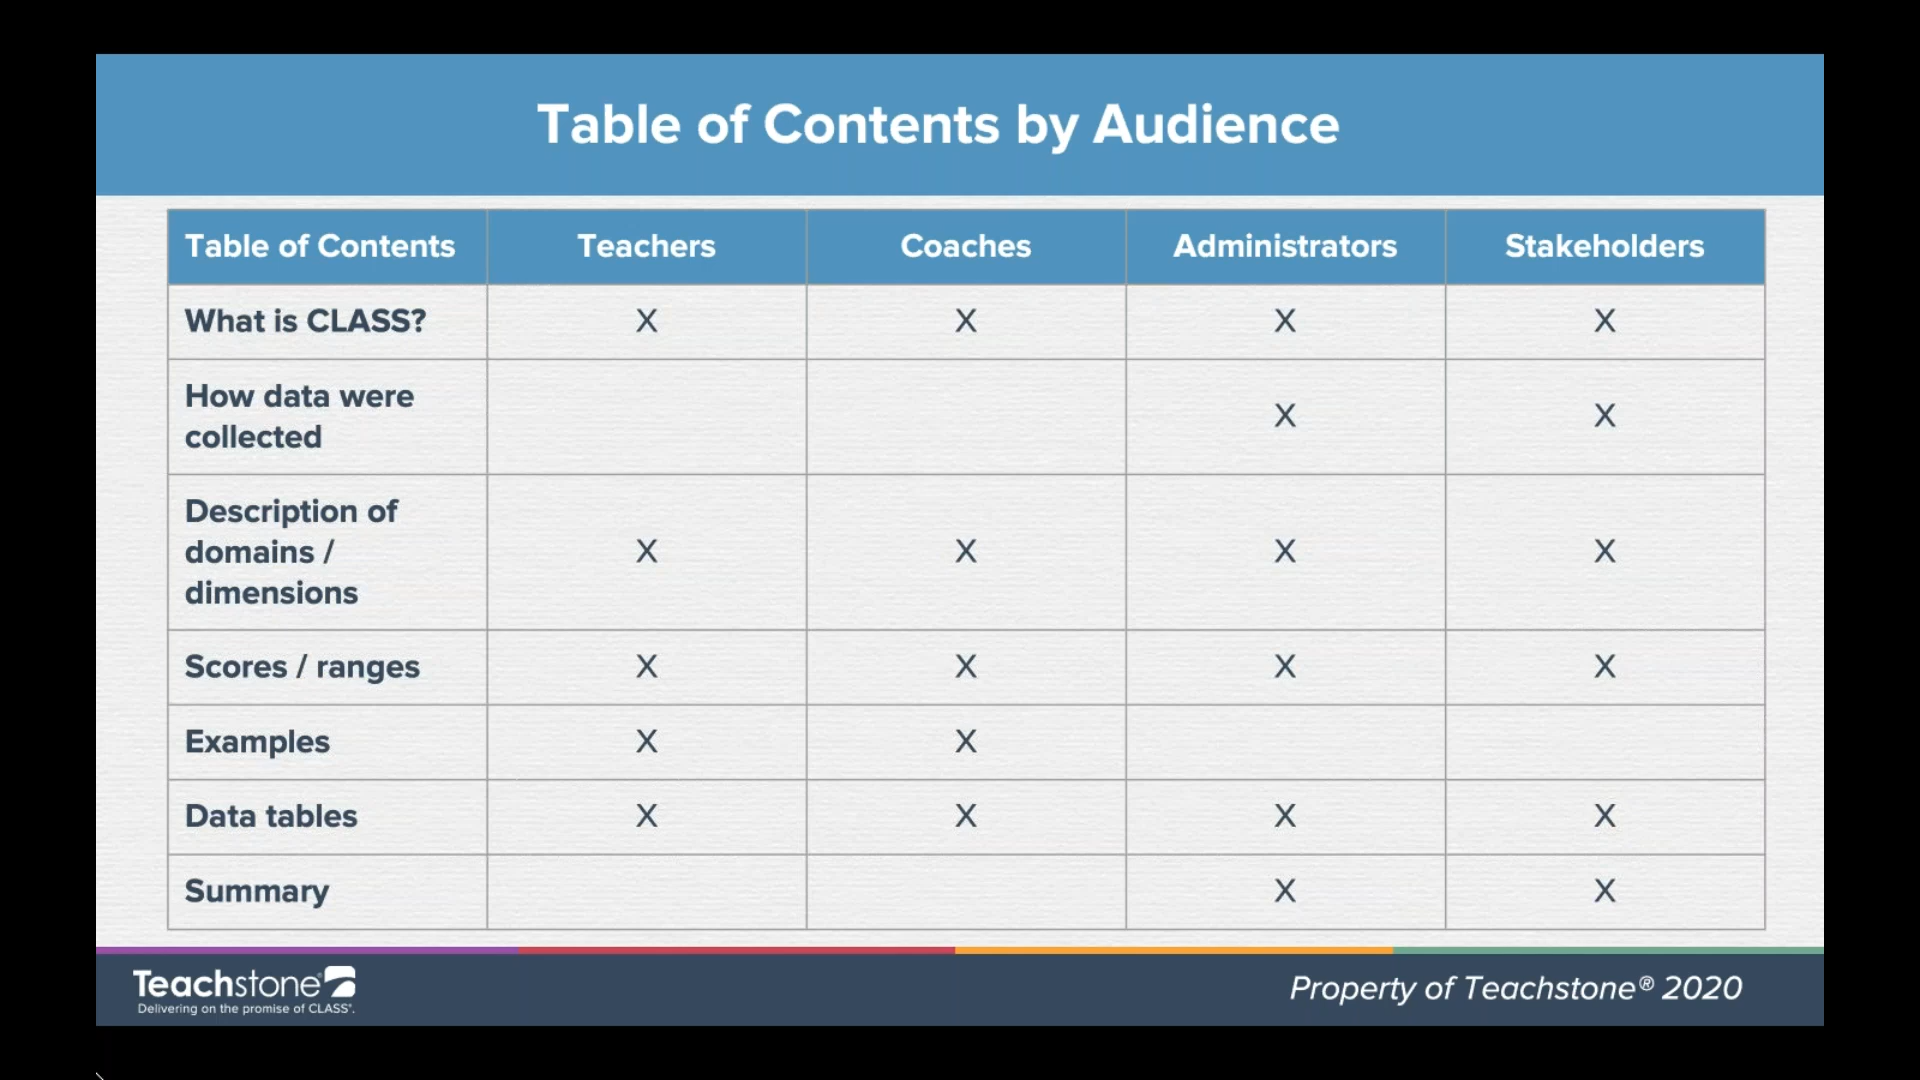 Table of Contents by Audience
Table of Contents Teachers Coaches Administrators Stakeholders
What is CLASS? X X X X
How data were
collected X X
Description of
domains /
dimensions X X X X
Scores / ranges X X X X
Examples X X
Data tables X X X X
Summary X X
Teachstone®
Delivering on the promise of CLASS®.
Property of Teachstone® 2020